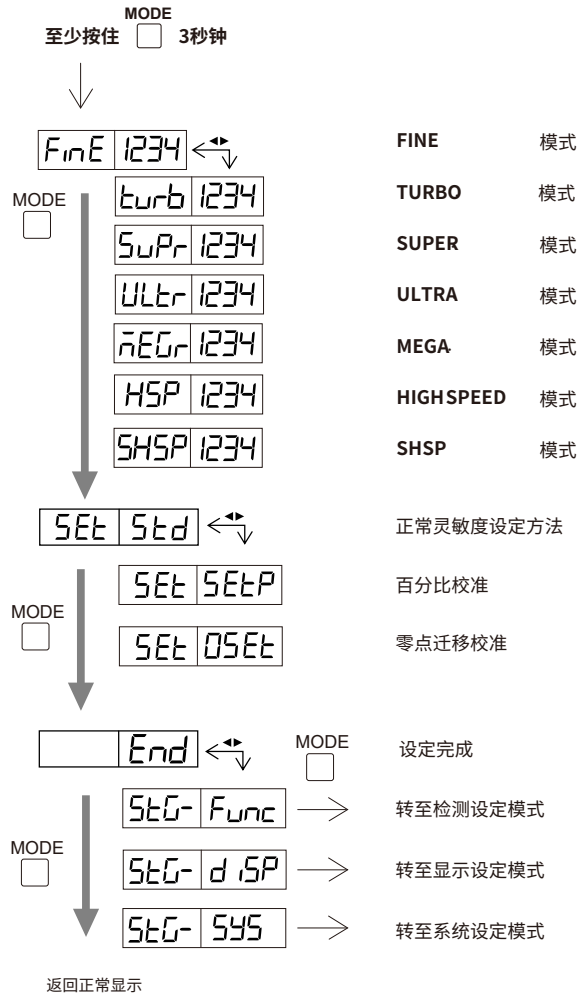 MODE
至少按住 3秒钟
FinE 1234 FINE 模式
MODE
turb 1234 TURBO 模式
SuPr 1234 SUPER 模式
ULtr 1234 ULTRA 模式
MEGr 1234 MEGA 模式
HSP 1234 HIGH SPEED 模式
SHSP 1234 SHSP 模式
SEt Std 正常灵敏度设定方法
SEt SEtP 百分比校准
MODE
SEt 0SEt 零点迁移校准
End MODE 设定完成
StG- Func 转至检测设定模式
MODE
StG- diSP 转至显示设定模式
StG- SYS 转至系统设定模式
返回正常显示